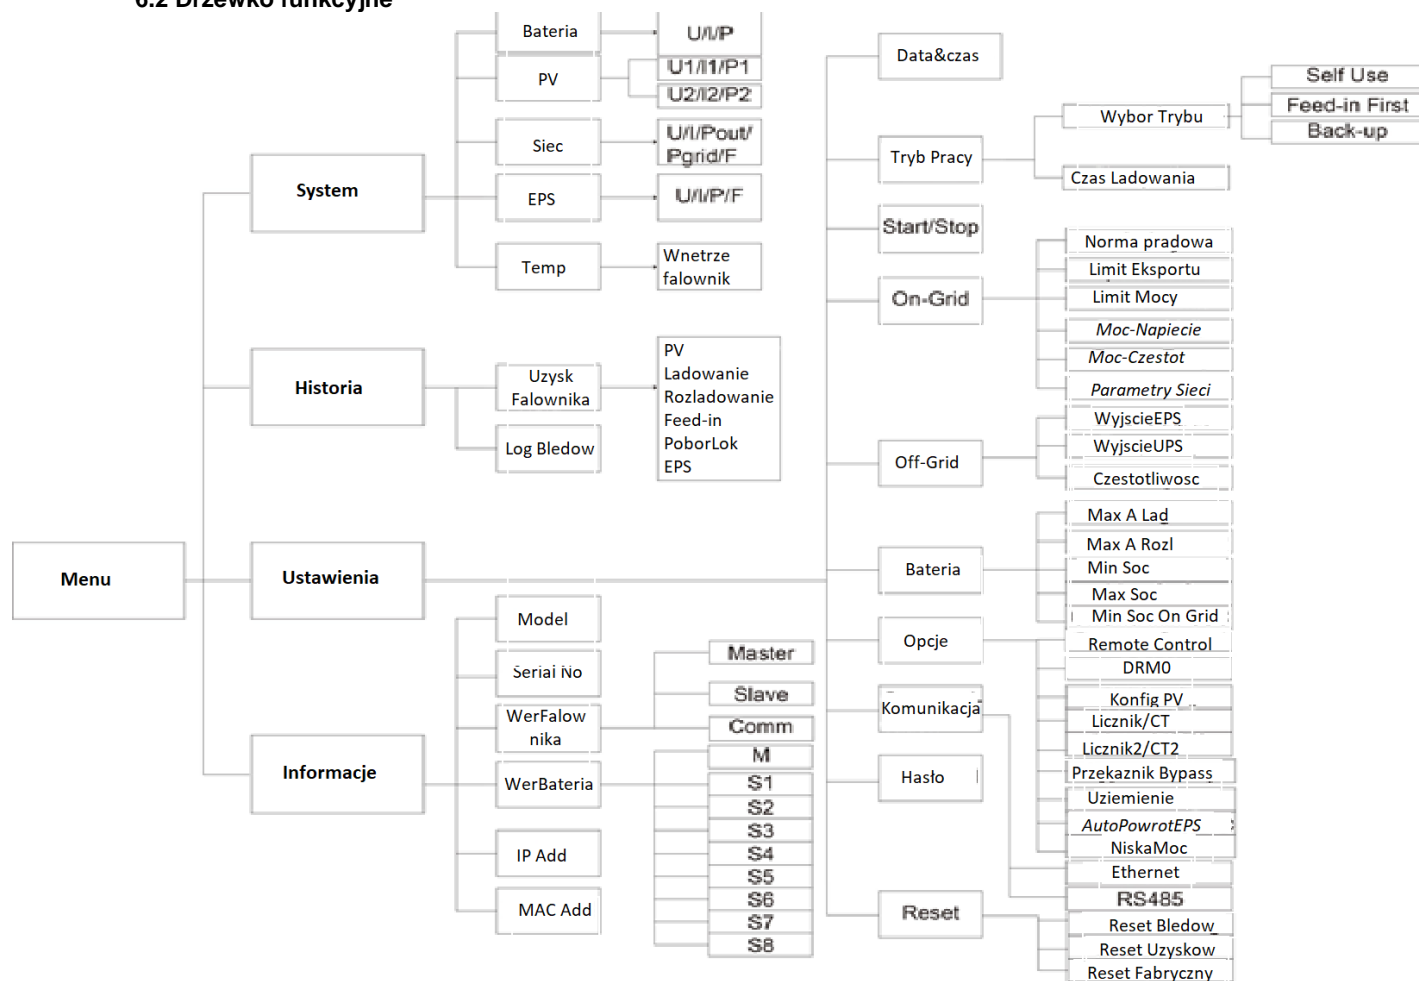 6.2 Drzewko funkcyjne
Menu
System
Bateria
U/I/P
PV
U1/I1/P1
U2/I2/P2
Siec
U/I/Pout/
Pgrid/F
EPS
U/I/P/F
Temp
Wnetrze
falownik
Historia
Uzysk
Falownika
PV
Ladowanie
Rozladowanie
Feed-in
PoborLok
EPS
Log Bledow
Ustawienia
Data&czas
Tryb Pracy
Wybor Trybu
Self Use
Feed-in First
Back-up
Czas Ladowania
Start/Stop
On-Grid
Norma pradowa
Limit Eksportu
Limit Mocy
Moc-Napiecie
Moc-Czestot
Parametry Sieci
Off-Grid
WyjscieEPS
WyjscieUPS
Czestotliwosc
Bateria
Max A Lad
Max A Rozl
Min Soc
Max Soc
Min Soc On Grid
Opcje
Remote Control
DRM0
Konfig PV
Licznik/CT
Licznik2/CT2
Przekaznik Bypass
Uziemienie
AutoPowrotEPS
NiskaMoc
Komunikacja
Ethernet
RS485
Hasło
Reset
Reset Bledow
Reset Uzyskow
Reset Fabryczny
Informacje
Model
Serial No
WerFalow
nika
Master
Slave
Comm
WerBateria
M
S1
S2
S3
S4
S5
S6
S7
S8
IP Add
MAC Add